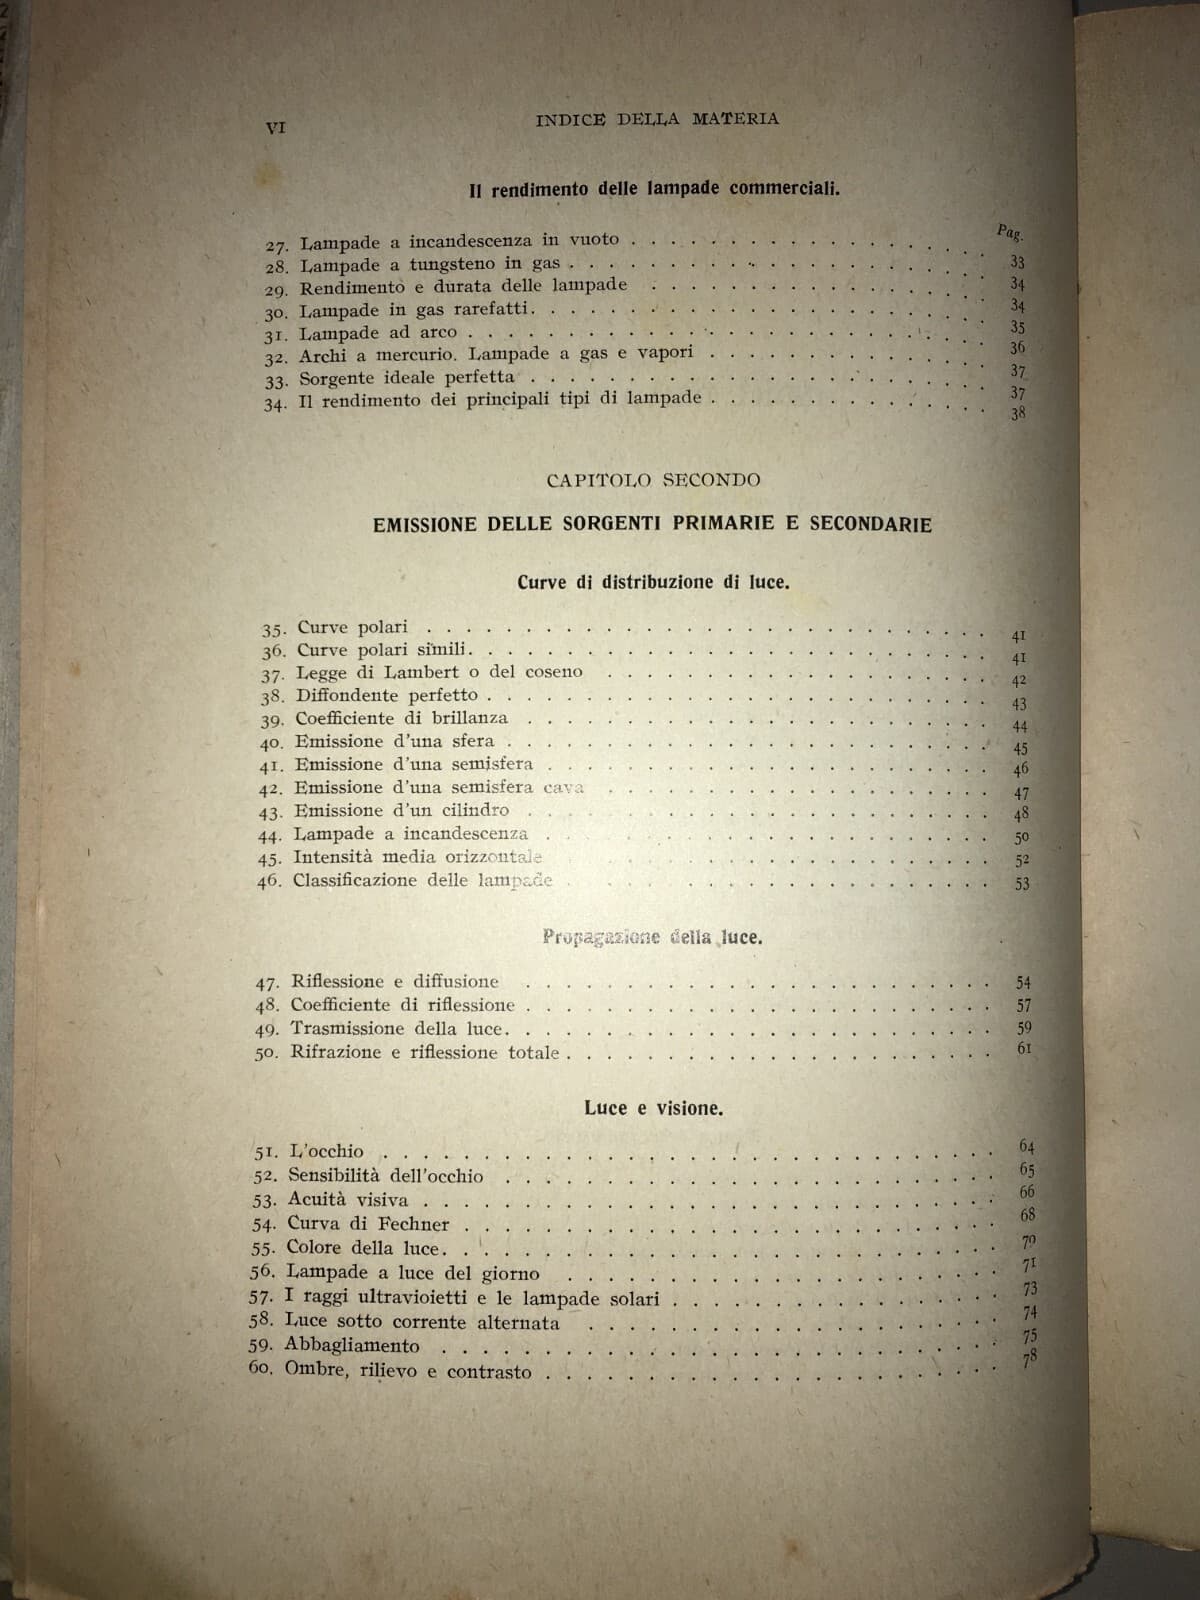 VI
INDICE DELLA MATERIA
Il rendimento delle lampade commerciali.
Pag.
27. Lampade a incandescenza in vuoto . . . . . . . . . . . . . . . . . . 33
28. Lampade a tungsteno in gas . . . . . . . . . . . . . . . . . . . . . 34
29. Rendimento e durata delle lampade . . . . . . . . . . . . . . . . . 34
30. Lampade in gas rarefatti . . . . . . . . . . . . . . . . . . . . . . 35
31. Lampade ad arco . . . . . . . . . . . . . . . . . . . . . . . . . . 36
32. Archi a mercurio. Lampade a gas e vapori . . . . . . . . . . . . . . 37
33. Sorgente ideale perfetta . . . . . . . . . . . . . . . . . . . . . . 37
34. Il rendimento dei principali tipi di lampade . . . . . . . . . . . . 38
CAPITOLO SECONDO
EMISSIONE DELLE SORGENTI PRIMARIE E SECONDARIE
Curve di distribuzione di luce.
35. Curve polari . . . . . . . . . . . . . . . . . . . . . . . . . . . . 41
36. Curve polari simili . . . . . . . . . . . . . . . . . . . . . . . . . 41
37. Legge di Lambert o del coseno . . . . . . . . . . . . . . . . . . . 42
38. Diffondente perfetto . . . . . . . . . . . . . . . . . . . . . . . . 43
39. Coefficiente di brillanza . . . . . . . . . . . . . . . . . . . . . . 44
40. Emissione d'una sfera . . . . . . . . . . . . . . . . . . . . . . . . 45
41. Emissione d'una semisfera . . . . . . . . . . . . . . . . . . . . . . 46
42. Emissione d'una semisfera cava . . . . . . . . . . . . . . . . . . . 47
43. Emissione d'un cilindro . . . . . . . . . . . . . . . . . . . . . . . 48
44. Lampade a incandescenza . . . . . . . . . . . . . . . . . . . . . . 50
45. Intensità media orizzontale . . . . . . . . . . . . . . . . . . . . . 52
46. Classificazione delle lampade . . . . . . . . . . . . . . . . . . . . 53
Propagazione della luce.
47. Riflessione e diffusione . . . . . . . . . . . . . . . . . . . . . . . 54
48. Coefficiente di riflessione . . . . . . . . . . . . . . . . . . . . . . 57
49. Trasmissione della luce . . . . . . . . . . . . . . . . . . . . . . . 59
50. Rifrazione e riflessione totale . . . . . . . . . . . . . . . . . . . . 61
Luce e visione.
51. L'occhio . . . . . . . . . . . . . . . . . . . . . . . . . . . . . . 64
52. Sensibilità dell'occhio . . . . . . . . . . . . . . . . . . . . . . . 65
53. Acuità visiva . . . . . . . . . . . . . . . . . . . . . . . . . . . . 66
54. Curva di Fechner . . . . . . . . . . . . . . . . . . . . . . . . . . 68
55. Colore della luce . . . . . . . . . . . . . . . . . . . . . . . . . . 70
56. Lampade a luce del giorno . . . . . . . . . . . . . . . . . . . . . 71
57. I raggi ultravioietti e le lampade solari . . . . . . . . . . . . . . 73
58. Luce sotto corrente alternata . . . . . . . . . . . . . . . . . . . . 74
59. Abbagliamento . . . . . . . . . . . . . . . . . . . . . . . . . . . 75
60. Ombre, rilievo e contrasto . . . . . . . . . . . . . . . . . . . . . 78